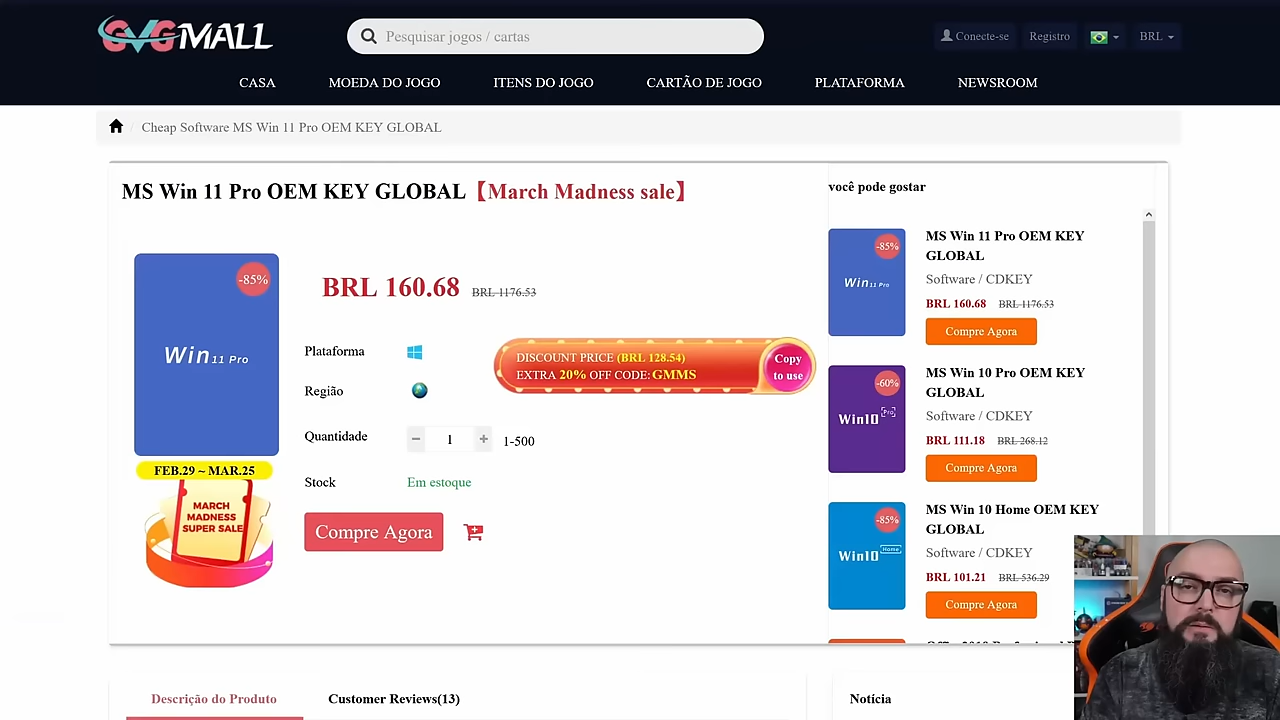 GVGMALL
Pesquisar jogos / cartas
Conecte-se
Registro
BRL
CASA
MOEDA DO JOGO
ITENS DO JOGO
CARTÃO DE JOGO
PLATAFORMA
NEWSROOM
/ Cheap Software MS Win 11 Pro OEM KEY GLOBAL
MS Win 11 Pro OEM KEY GLOBAL【March Madness sale】
-85%
Win 11 Pro
FEB.29 ~ MAR.25
MARCH
MADNESS
SUPER SALE
BRL 160.68 BRL 1176.53
Plataforma
Região
Quantidade
− 1 + 1-500
Stock
Em estoque
Compre Agora
DISCOUNT PRICE (BRL 128.54)
EXTRA 20% OFF CODE: GMMS
Copy
to use
você pode gostar
-85%
Win 11 Pro
MS Win 11 Pro OEM KEY
GLOBAL
Software / CDKEY
BRL 160.68 BRL 1176.53
Compre Agora
-60%
Win10 Pro
MS Win 10 Pro OEM KEY
GLOBAL
Software / CDKEY
BRL 111.18 BRL 268.12
Compre Agora
-85%
Win10 Home
MS Win 10 Home OEM KEY
GLOBAL
Software / CDKEY
BRL 101.21 BRL 536.29
Compre Agora
Descrição do Produto
Customer Reviews(13)
Notícia